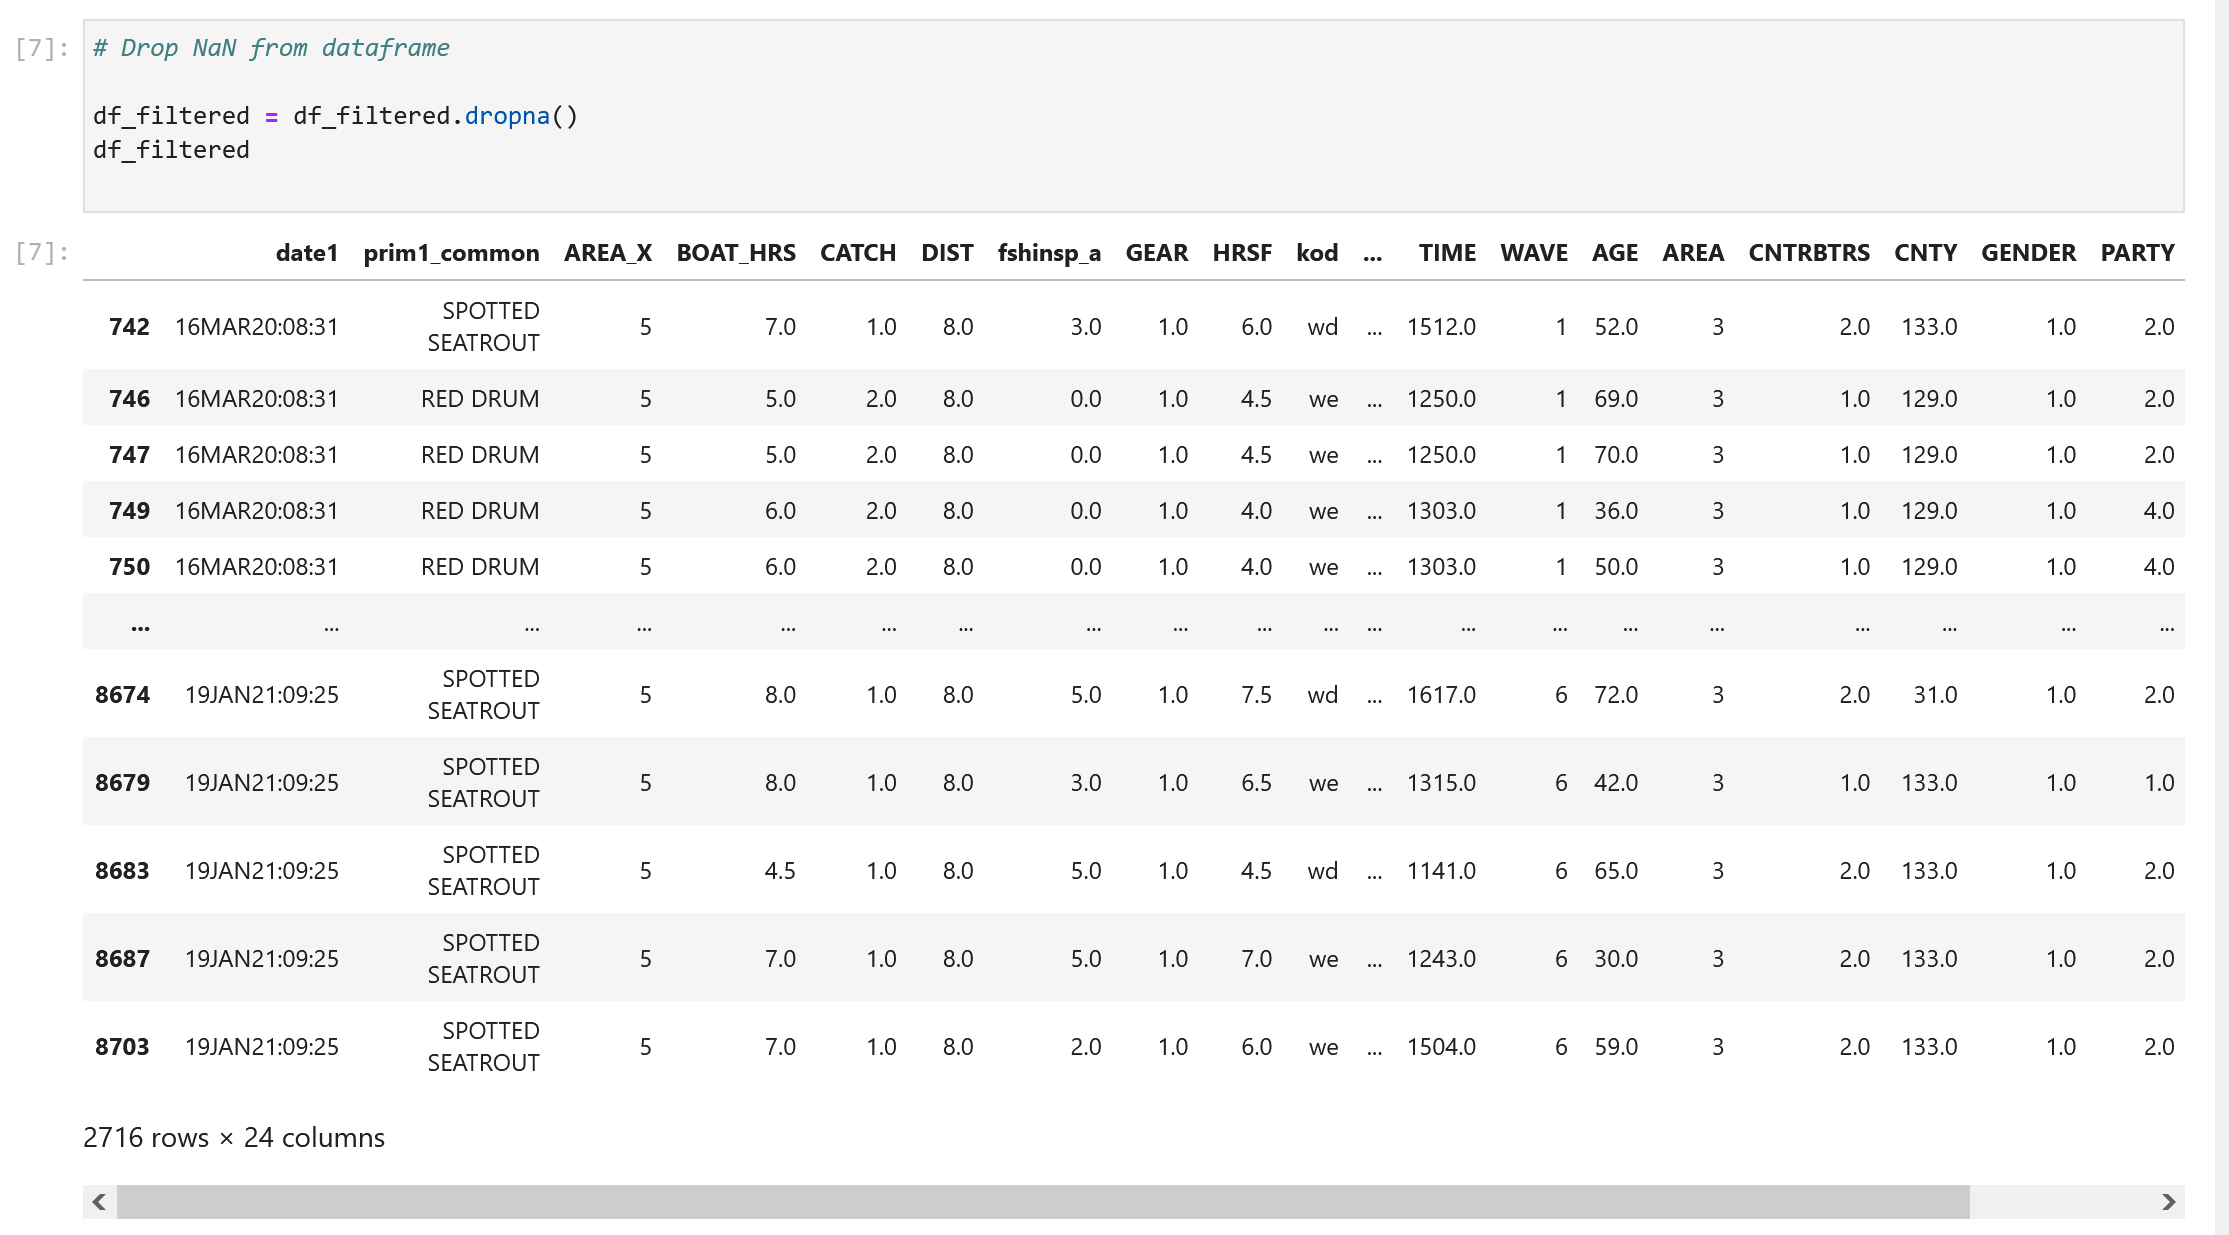 [7]: # Drop NaN from dataframe
df_filtered = df_filtered.dropna()
df_filtered
[7]: date1 prim1_common AREA_X BOAT_HRS CATCH DIST fshinsp_a GEAR HRSF kod ... TIME WAVE AGE AREA CNTRBTRS CNTY GENDER PARTY
742 16MAR20:08:31 SPOTTED SEATROUT 5 7.0 1.0 8.0 3.0 1.0 6.0 wd ... 1512.0 1 52.0 3 2.0 133.0 1.0 2.0
746 16MAR20:08:31 RED DRUM 5 5.0 2.0 8.0 0.0 1.0 4.5 we ... 1250.0 1 69.0 3 1.0 129.0 1.0 2.0
747 16MAR20:08:31 RED DRUM 5 5.0 2.0 8.0 0.0 1.0 4.5 we ... 1250.0 1 70.0 3 1.0 129.0 1.0 2.0
749 16MAR20:08:31 RED DRUM 5 6.0 2.0 8.0 0.0 1.0 4.0 we ... 1303.0 1 36.0 3 1.0 129.0 1.0 4.0
750 16MAR20:08:31 RED DRUM 5 6.0 2.0 8.0 0.0 1.0 4.0 we ... 1303.0 1 50.0 3 1.0 129.0 1.0 4.0
... ... ... ... ... ... ... ... ... ... ... ... ... ... ... ... ... ... ... ...
8674 19JAN21:09:25 SPOTTED SEATROUT 5 8.0 1.0 8.0 5.0 1.0 7.5 wd ... 1617.0 6 72.0 3 2.0 31.0 1.0 2.0
8679 19JAN21:09:25 SPOTTED SEATROUT 5 8.0 1.0 8.0 3.0 1.0 6.5 we ... 1315.0 6 42.0 3 1.0 133.0 1.0 1.0
8683 19JAN21:09:25 SPOTTED SEATROUT 5 4.5 1.0 8.0 5.0 1.0 4.5 wd ... 1141.0 6 65.0 3 2.0 133.0 1.0 2.0
8687 19JAN21:09:25 SPOTTED SEATROUT 5 7.0 1.0 8.0 5.0 1.0 7.0 we ... 1243.0 6 30.0 3 2.0 133.0 1.0 2.0
8703 19JAN21:09:25 SPOTTED SEATROUT 5 7.0 1.0 8.0 2.0 1.0 6.0 we ... 1504.0 6 59.0 3 2.0 133.0 1.0 2.0
2716 rows × 24 columns